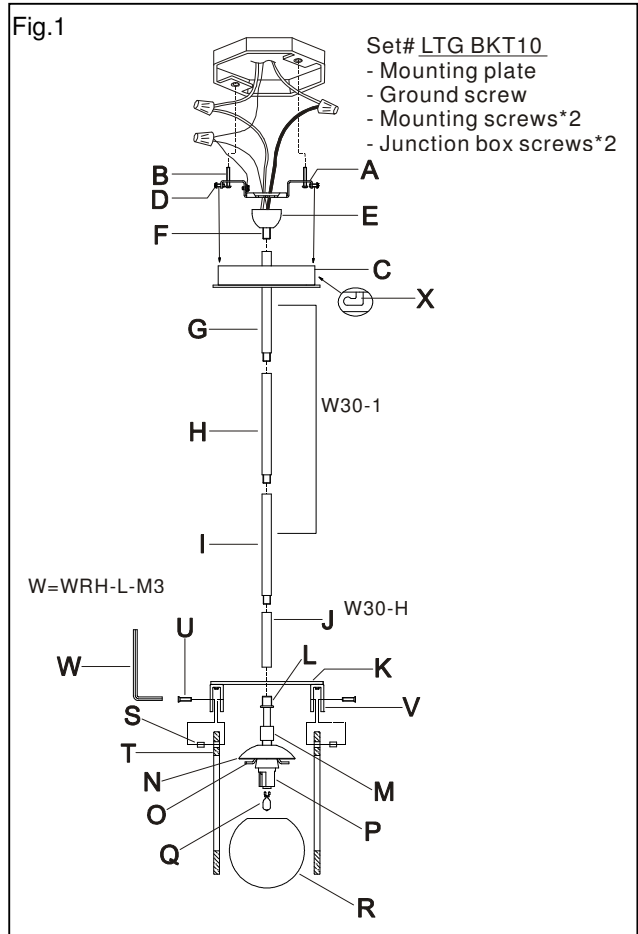 Fig.1
Set# LTG BKT10
- Mounting plate
- Ground screw
- Mounting screws*2
- Junction box screws*2
B
A
D
E
F
C
X
G
W30-1
H
I
W=WRH-L-M3
J
W30-H
U
L
W
K
S
V
T
N
M
O
P
Q
R